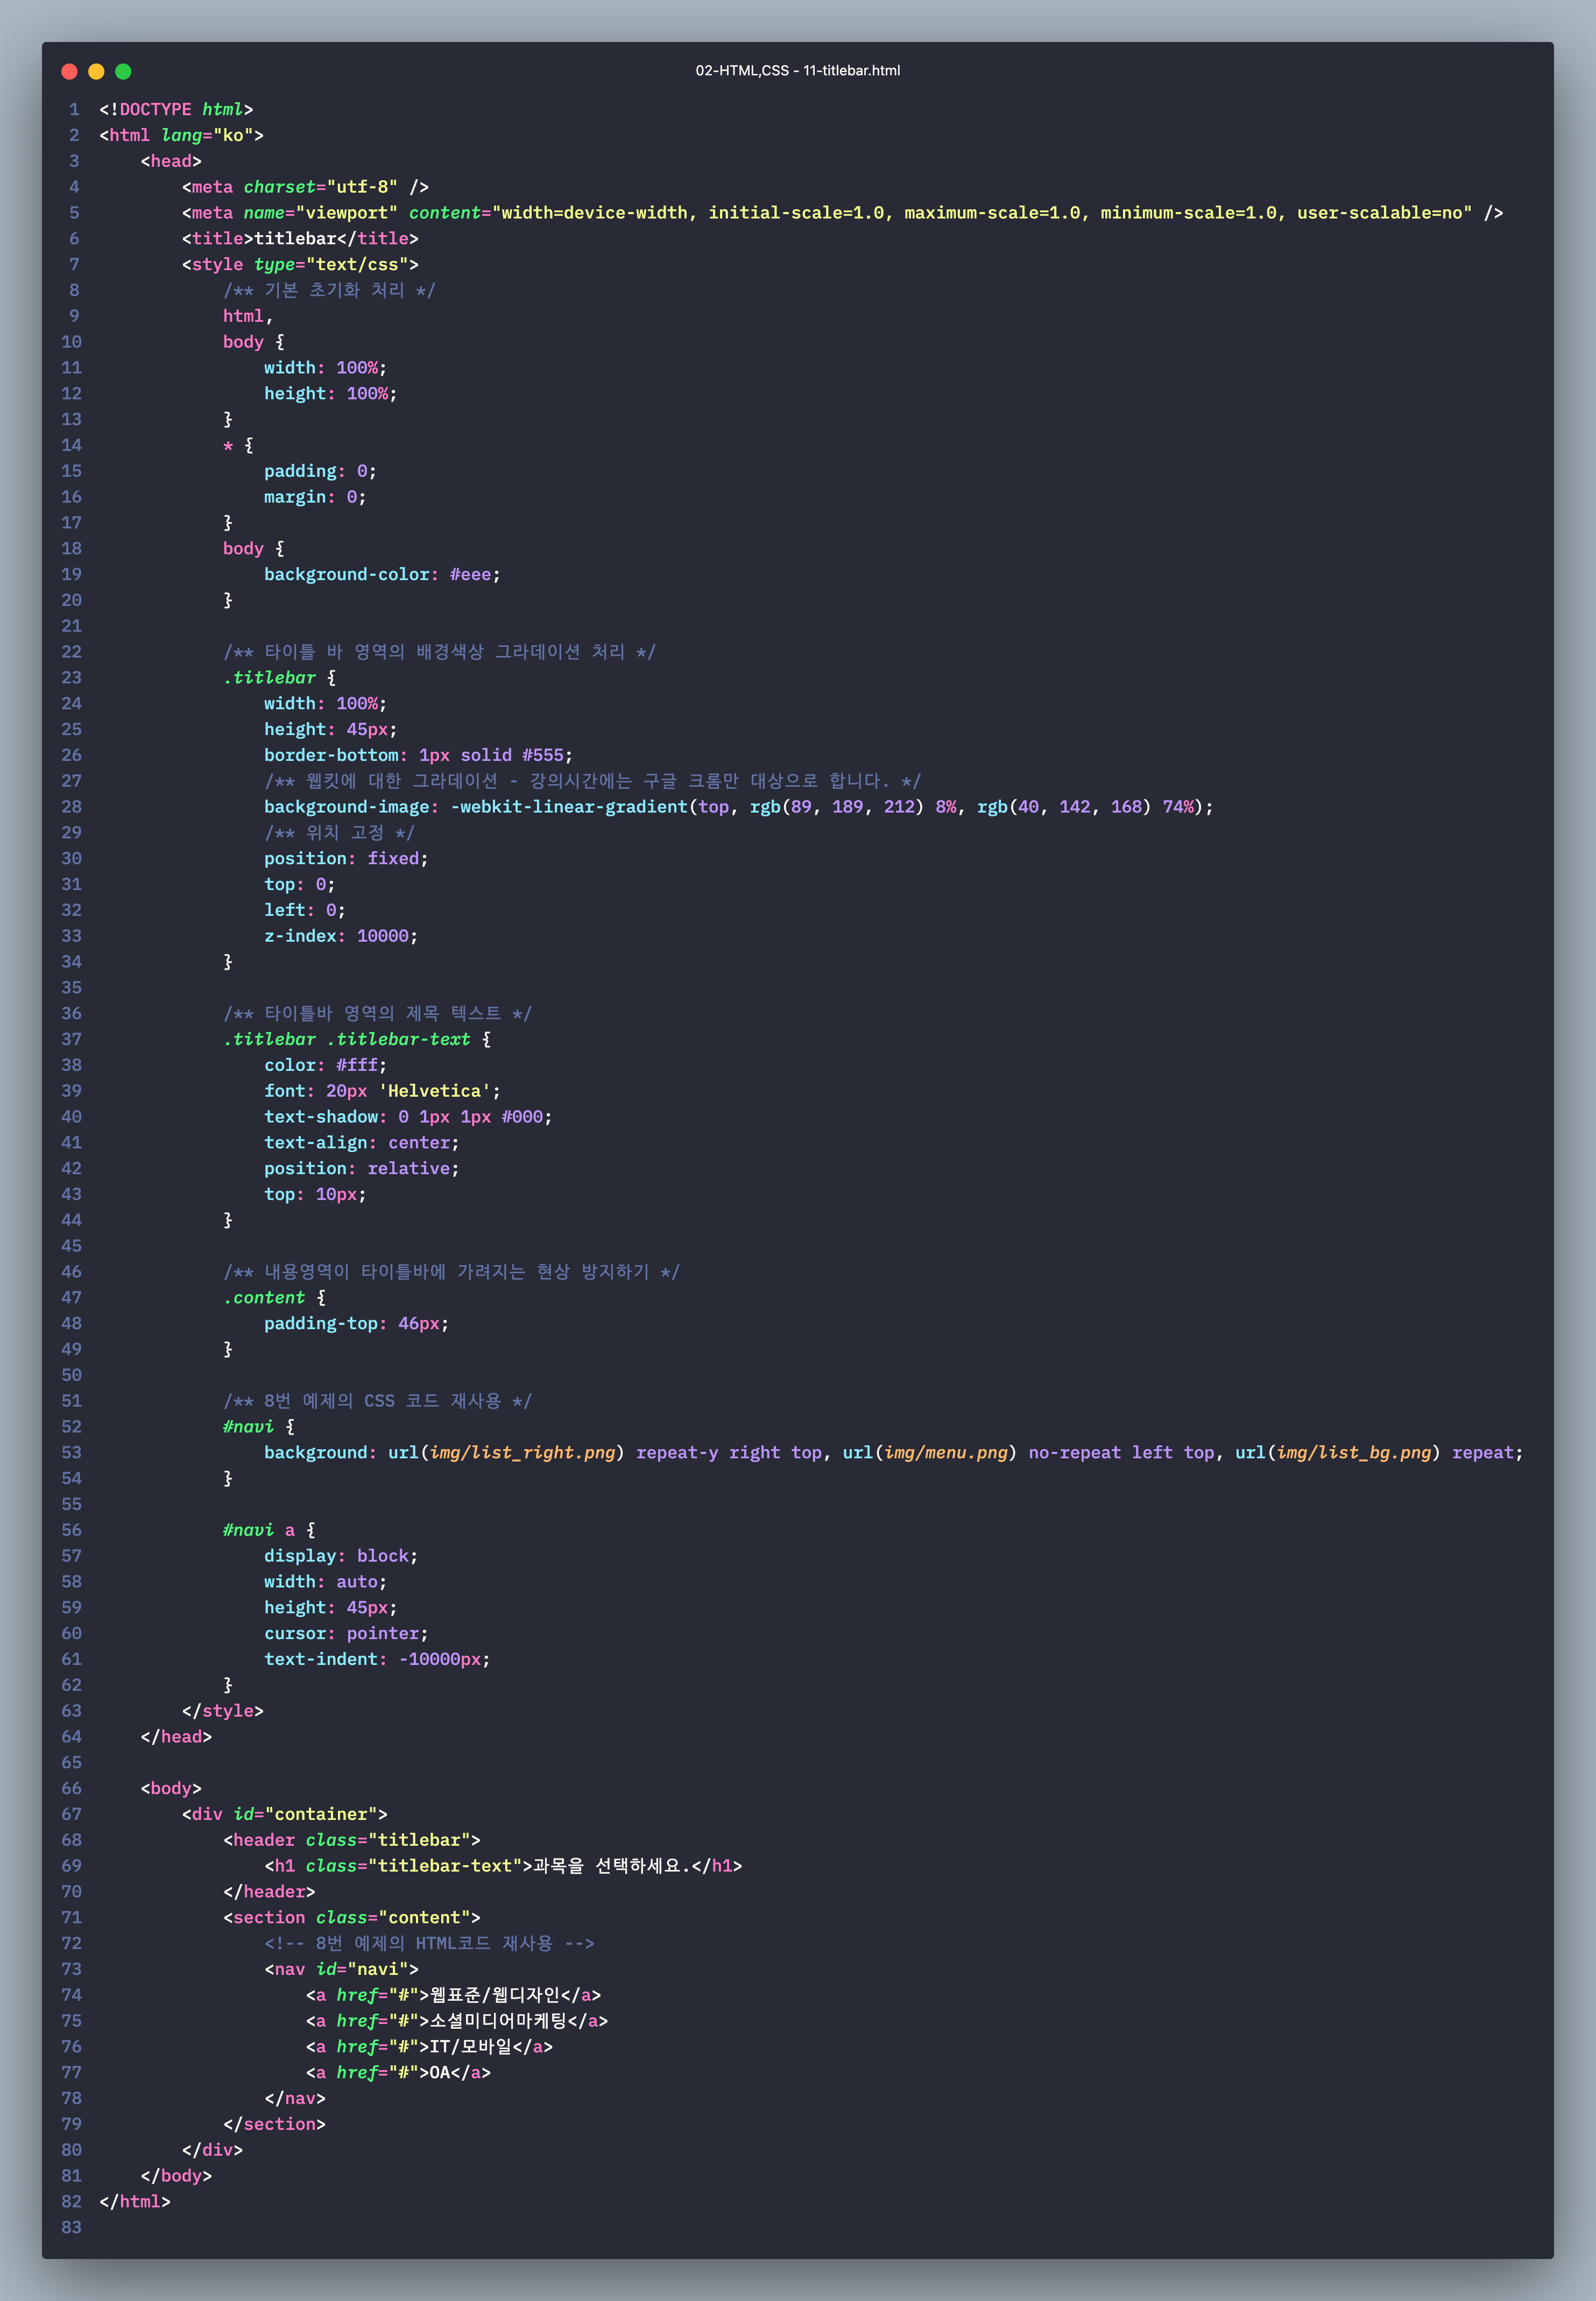 02-HTML,CSS - 11-titlebar.html
1 <!DOCTYPE html>
2 <html lang="ko">
3     <head>
4         <meta charset="utf-8" />
5         <meta name="viewport" content="width=device-width, initial-scale=1.0, maximum-scale=1.0, minimum-scale=1.0, user-scalable=no" />
6         <title>titlebar</title>
7         <style type="text/css">
8             /** 기본 초기화 처리 */
9             html,
10             body {
11                 width: 100%;
12                 height: 100%;
13             }
14             * {
15                 padding: 0;
16                 margin: 0;
17             }
18             body {
19                 background-color: #eee;
20             }
21
22             /** 타이틀 바 영역의 배경색상 그라데이션 처리 */
23             .titlebar {
24                 width: 100%;
25                 height: 45px;
26                 border-bottom: 1px solid #555;
27                 /** 웹킷에 대한 그라데이션 - 강의시간에는 구글 크롬만 대상으로 합니다. */
28                 background-image: -webkit-linear-gradient(top, rgb(89, 189, 212) 8%, rgb(40, 142, 168) 74%);
29                 /** 위치 고정 */
30                 position: fixed;
31                 top: 0;
32                 left: 0;
33                 z-index: 10000;
34             }
35
36             /** 타이틀바 영역의 제목 텍스트 */
37             .titlebar .titlebar-text {
38                 color: #fff;
39                 font: 20px 'Helvetica';
40                 text-shadow: 0 1px 1px #000;
41                 text-align: center;
42                 position: relative;
43                 top: 10px;
44             }
45
46             /** 내용영역이 타이틀바에 가려지는 현상 방지하기 */
47             .content {
48                 padding-top: 46px;
49             }
50
51             /** 8번 예제의 CSS 코드 재사용 */
52             #navi {
53                 background: url(img/list_right.png) repeat-y right top, url(img/menu.png) no-repeat left top, url(img/list_bg.png) repeat;
54             }
55
56             #navi a {
57                 display: block;
58                 width: auto;
59                 height: 45px;
60                 cursor: pointer;
61                 text-indent: -10000px;
62             }
63         </style>
64     </head>
65
66     <body>
67         <div id="container">
68             <header class="titlebar">
69                 <h1 class="titlebar-text">과목을 선택하세요.</h1>
70             </header>
71             <section class="content">
72                 <!-- 8번 예제의 HTML코드 재사용 -->
73                 <nav id="navi">
74                     <a href="#">웹표준/웹디자인</a>
75                     <a href="#">소셜미디어마케팅</a>
76                     <a href="#">IT/모바일</a>
77                     <a href="#">OA</a>
78                 </nav>
79             </section>
80         </div>
81     </body>
82 </html>
83